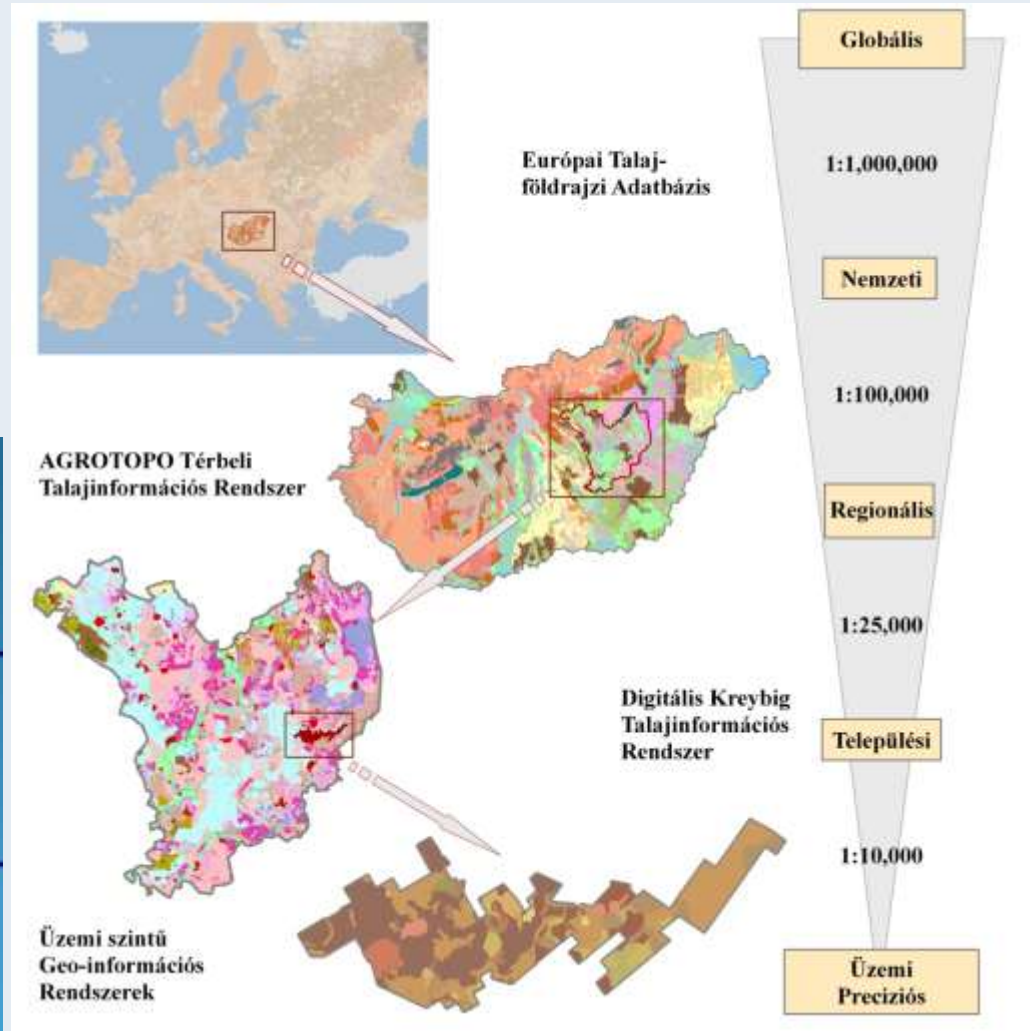 Globális
Európai Talaj-
földrajzi Adatbázis
1:1,000,000
Nemzeti
1:100,000
AGROTOPO Térbeli
Talajinformációs Rendszer
Regionális
1:25,000
Digitális Kreybig
Talajinformációs
Rendszer
Települési
1:10,000
Üzemi szintű
Geo-információs
Rendszerek
Üzemi
Preciziós